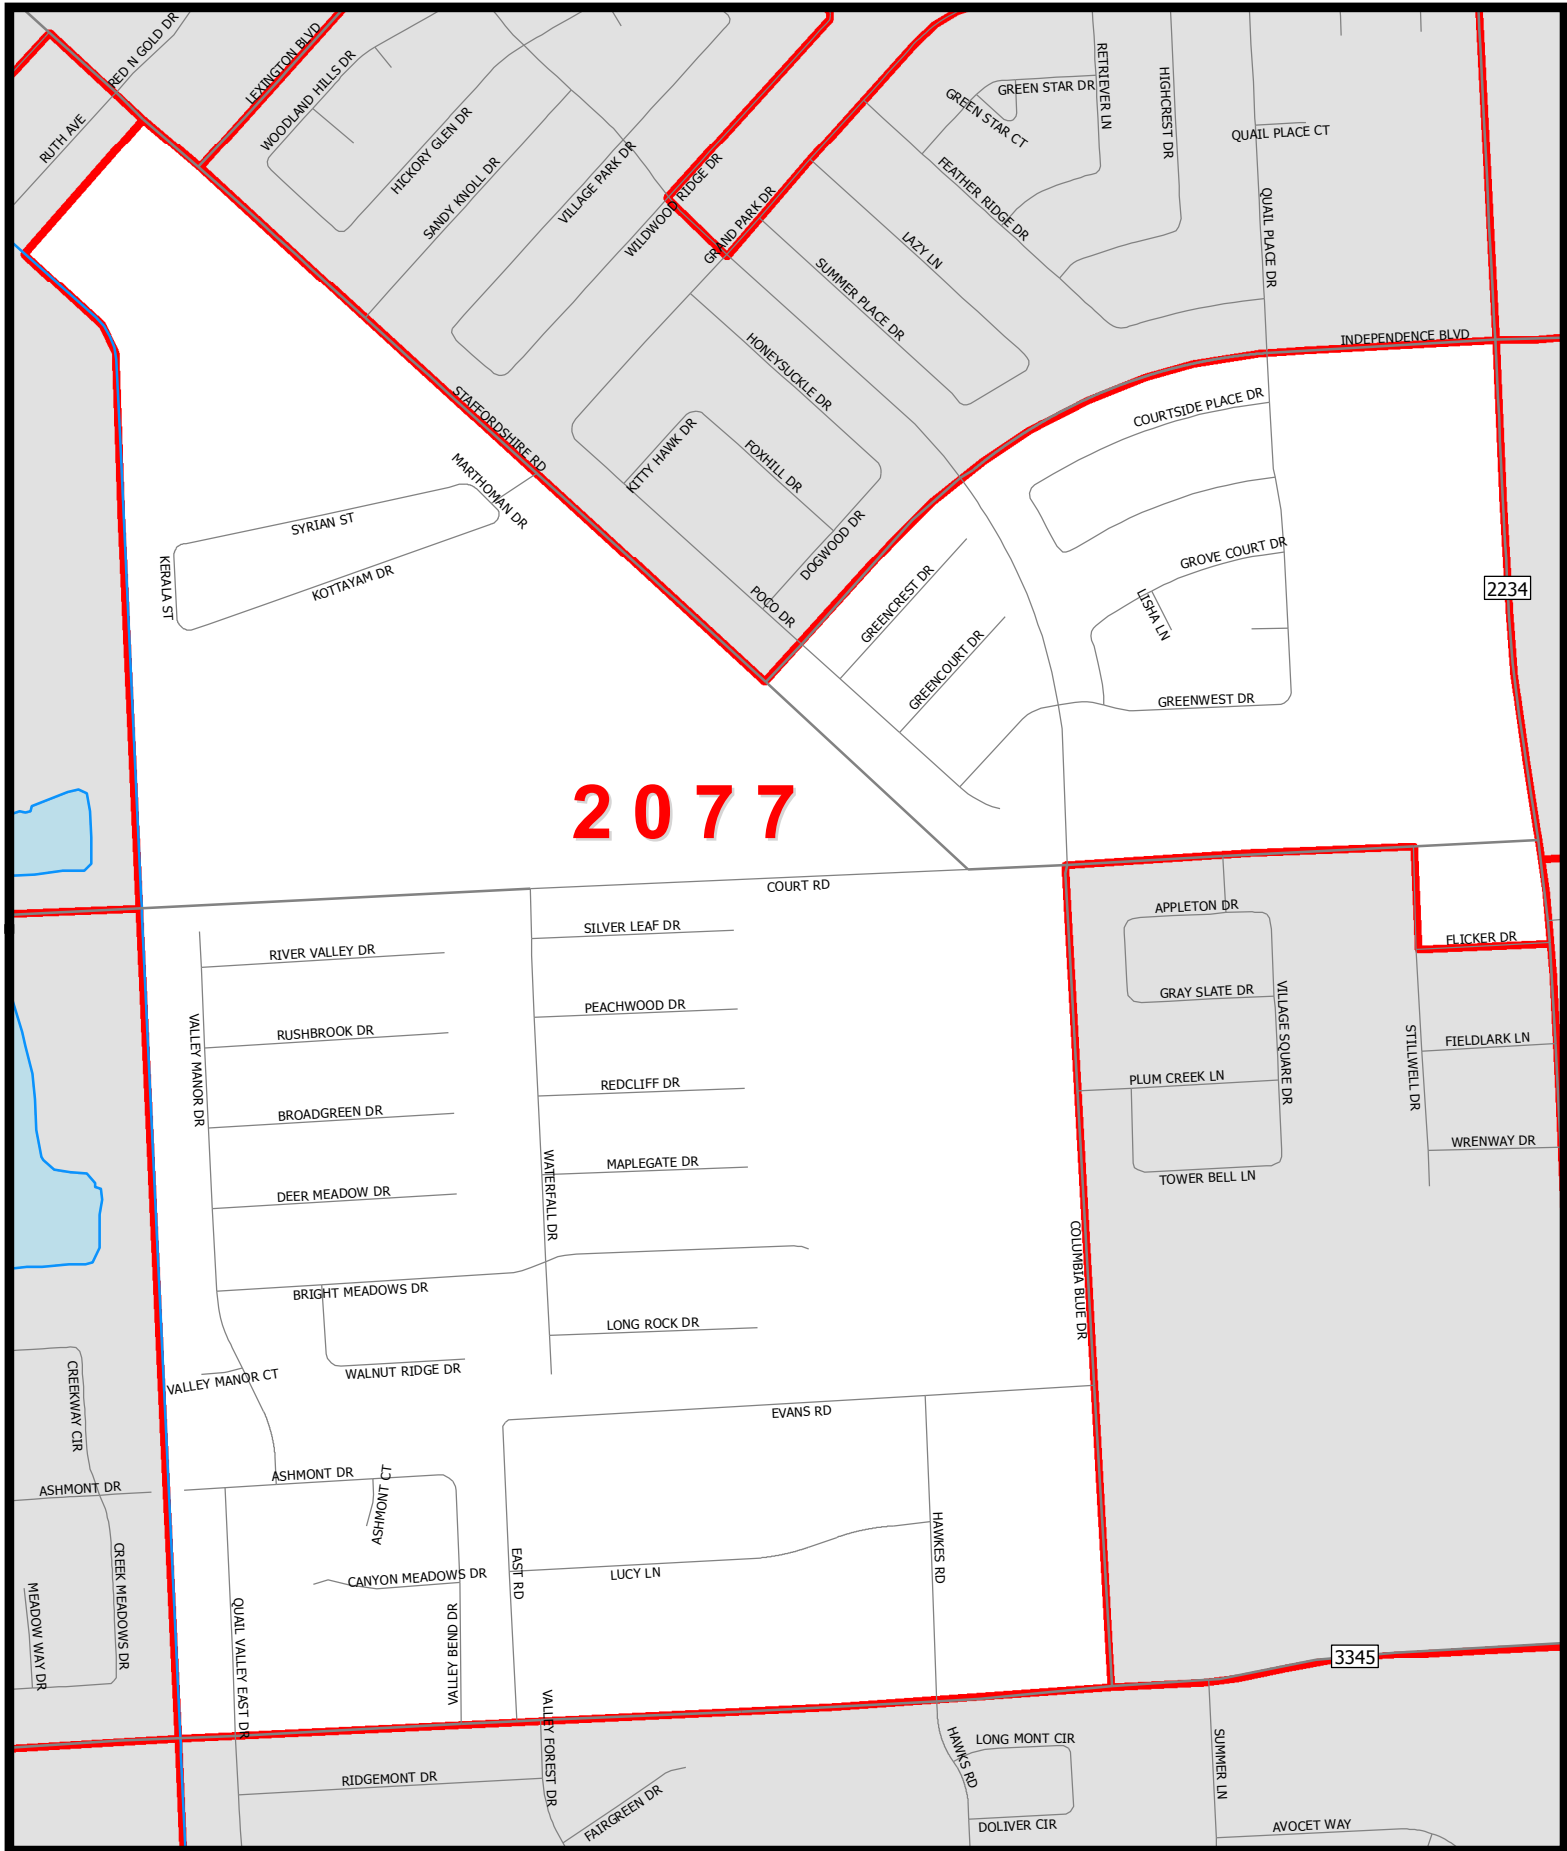 RED N GOLD DR
LEXINGTON BLVD
RUTH AVE
WOODLAND HILLS DR
HICKORY GLEN DR
SANDY KNOLL DR
VILLAGE PARK DR
WILDWOOD RIDGE DR
GRAND PARK DR
GREEN STAR DR
GREEN STAR CT
RETRIEVER LN
HIGHCREST DR
QUAIL PLACE CT
QUAIL PLACE DR
FEATHER RIDGE DR
LAZY LN
SUMMER PLACE DR
HONEYSUCKLE DR
INDEPENDENCE BLVD
STAFFORDSHIRE RD
KITTY HAWK DR
FOXHILL DR
DOGWOOD DR
POCO DR
COURTSIDE PLACE DR
MARTHOMAN DR
SYRIAN ST
KERALA ST
KOTTAYAM DR
GREENCREST DR
GREENCOURT DR
GROVE COURT DR
LISHA LN
GREENWEST DR
2234
2077
COURT RD
SILVER LEAF DR
RIVER VALLEY DR
PEACHWOOD DR
RUSHBROOK DR
VALLEY MANOR DR
REDCLIFF DR
BROADGREEN DR
MAPLEGATE DR
DEER MEADOW DR
WATERFALL DR
BRIGHT MEADOWS DR
LONG ROCK DR
WALNUT RIDGE DR
VALLEY MANOR CT
APPLETON DR
GRAY SLATE DR
VILLAGE SQUARE DR
PLUM CREEK LN
TOWER BELL LN
FLICKER DR
STILLWELL DR
FIELDLARK LN
WRENWAY DR
COLUMBIA BLUE DR
EVANS RD
CREEKWAY CIR
ASHMONT DR
ASHMONT DR
ASHMONT CT
CANYON MEADOWS DR
EAST RD
LUCY LN
HAWKES RD
CREEK MEADOWS DR
MEADOW WAY DR
QUAIL VALLEY EAST DR
VALLEY BEND DR
VALLEY FOREST DR
3345
RIDGEMONT DR
FAIRGREEN DR
HAWKS RD
LONG MONT CIR
DOLIVER CIR
SUMMER LN
AVOCET WAY